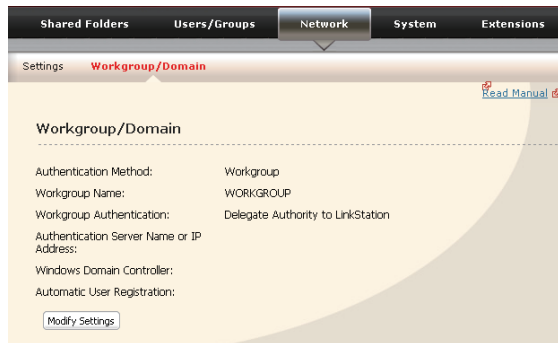 Shared Folders Users/Groups Network System Extensions
Settings Workgroup/Domain
Read Manual
Workgroup/Domain
Authentication Method: Workgroup
Workgroup Name: WORKGROUP
Workgroup Authentication: Delegate Authority to LinkStation
Authentication Server Name or IP
Address:
Windows Domain Controller:
Automatic User Registration:
Modify Settings